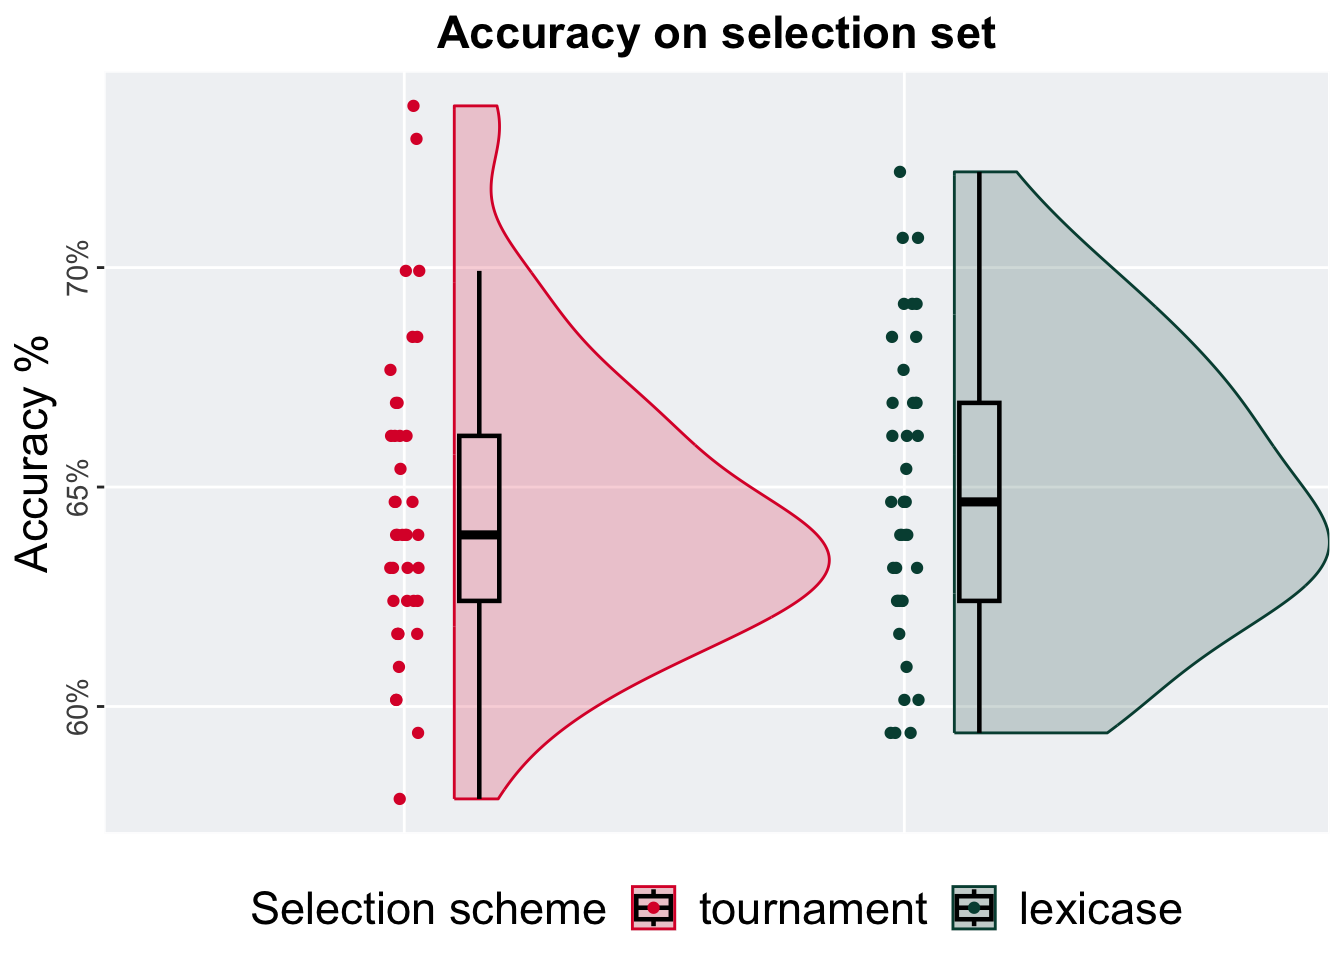 Accuracy on selection set
Accuracy %
70%
65%
60%
Selection scheme tournament lexicase